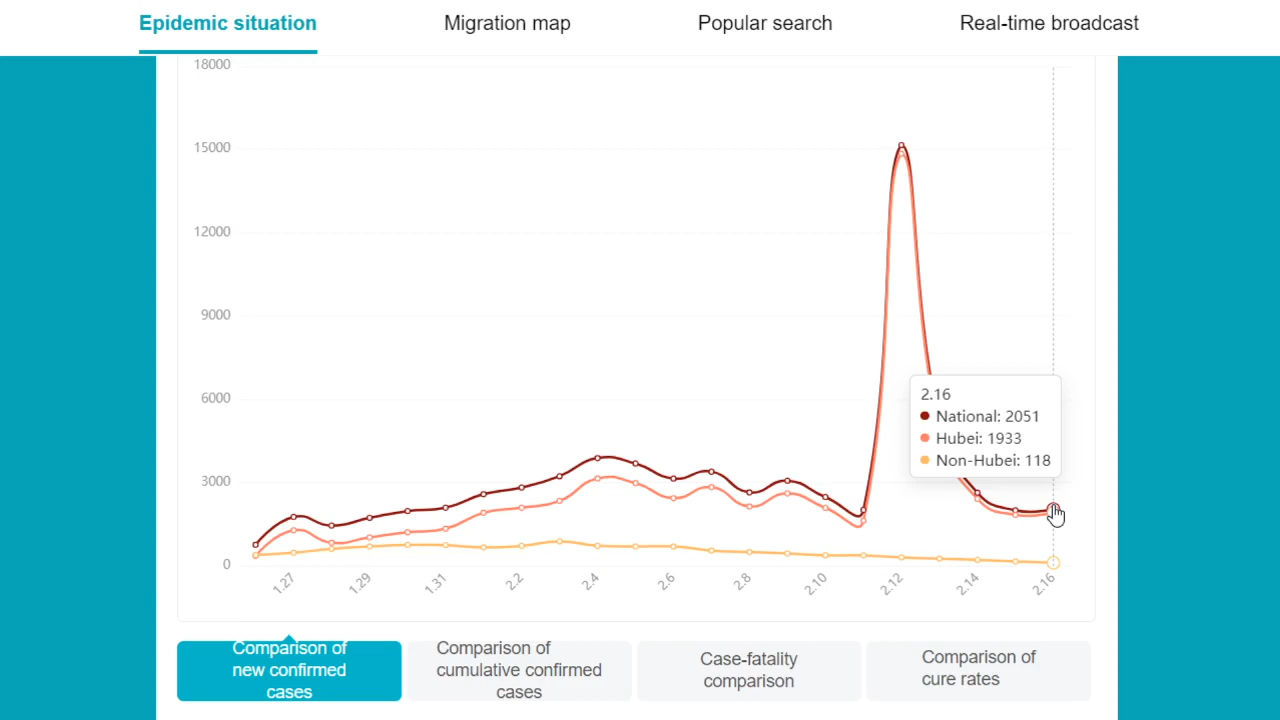 Epidemic situation Migration map Popular search Real-time broadcast
18000
15000
12000
9000
6000
3000
0
2.16
National: 2051
Hubei: 1933
Non-Hubei: 118
1.27 1.29 1.31 2.2 2.4 2.6 2.8 2.10 2.12 2.14 2.16
Comparison of
new confirmed
cases
Comparison of
cumulative confirmed
cases
Case-fatality
comparison
Comparison of
cure rates